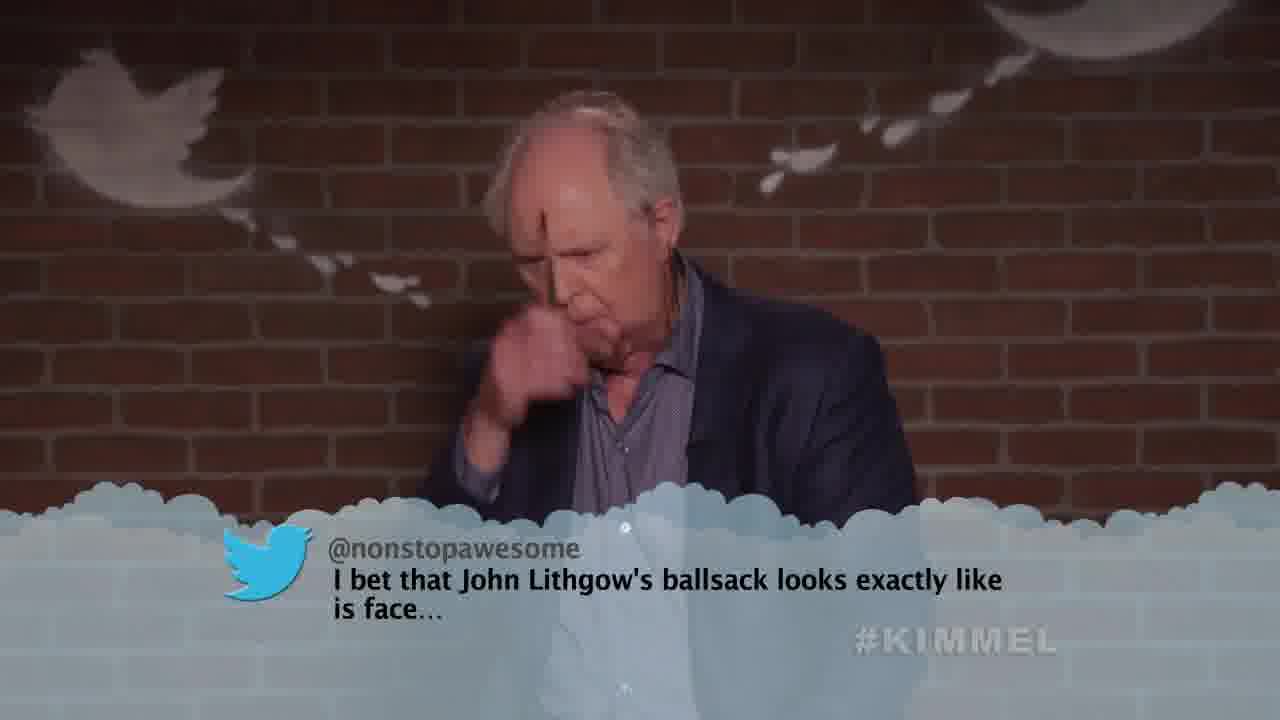 @nonstopawesome
I bet that John Lithgow's ballsack looks exactly like
is face...
#KIMMEL